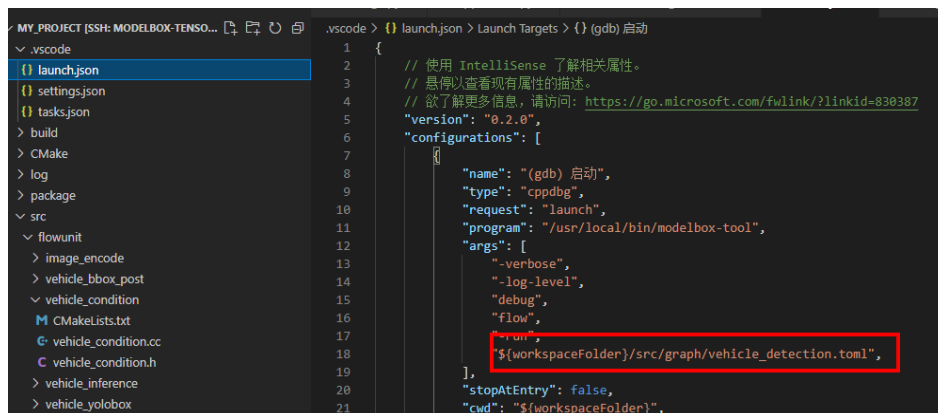 MY_PROJECT [SSH: MODELBOX-TENSO...
.vscode
{} launch.json
{} settings.json
{} tasks.json
build
CMake
log
package
src
flowunit
image_encode
vehicle_bbox_post
vehicle_condition
CMakeLists.txt
vehicle_condition.cc
vehicle_condition.h
vehicle_inference
vehicle_yolobox
.vscode > {} launch.json > Launch Targets > {} (gdb) 启动
1 {
2 // 使用 IntelliSense 了解相关属性。
3 // 悬停以查看现有属性的描述。
4 // 欲了解更多信息，请访问: https://go.microsoft.com/fwlink/?linkid=830387
5 "version": "0.2.0",
6 "configurations": [
7 {
8 "name": "(gdb) 启动",
9 "type": "cppdbg",
10 "request": "launch",
11 "program": "/usr/local/bin/modelbox-tool",
12 "args": [
13 "-verbose",
14 "-log-level",
15 "debug",
16 "flow",
17 "-run",
18 "${workspaceFolder}/src/graph/vehicle_detection.toml",
19 ],
20 "stopAtEntry": false,
21 "cwd": "${workspaceFolder}",